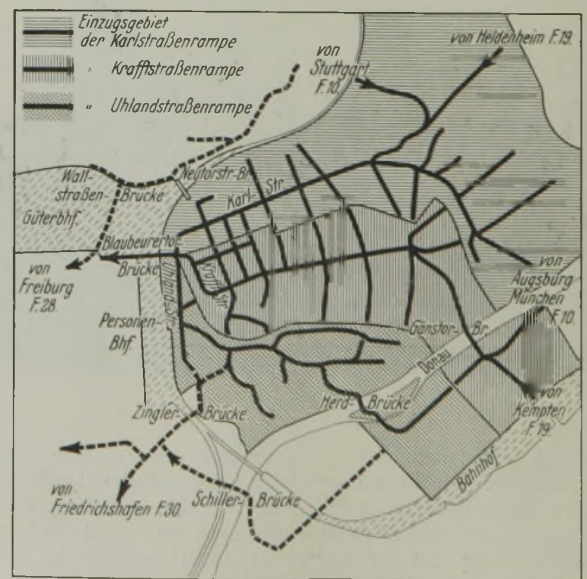 Einzugsgebiet
der Karlstraßenrampe
" Krafftstraßenrampe
" Uhlandstraßenrampe
von Heidenheim F.19.
von
Stuttgart
F.10.
Wall-
straßen-
Brücke
Neutorstr-Br.
Karl- Str.
Güterbhf.
Blaubeurertor-
Brücke
Uhlandstr.
Krafftstr.
von
Freiburg
F.28.
Personen-
Bhf.
von
Augsburg
München
F.10.
Gänstor- Br.
Donau
Herd- Brücke
von
Kempten
F.19.
Zingler- Brücke
Bahnhof
von
Friedrichshafen F.30.
Schiller- Brücke